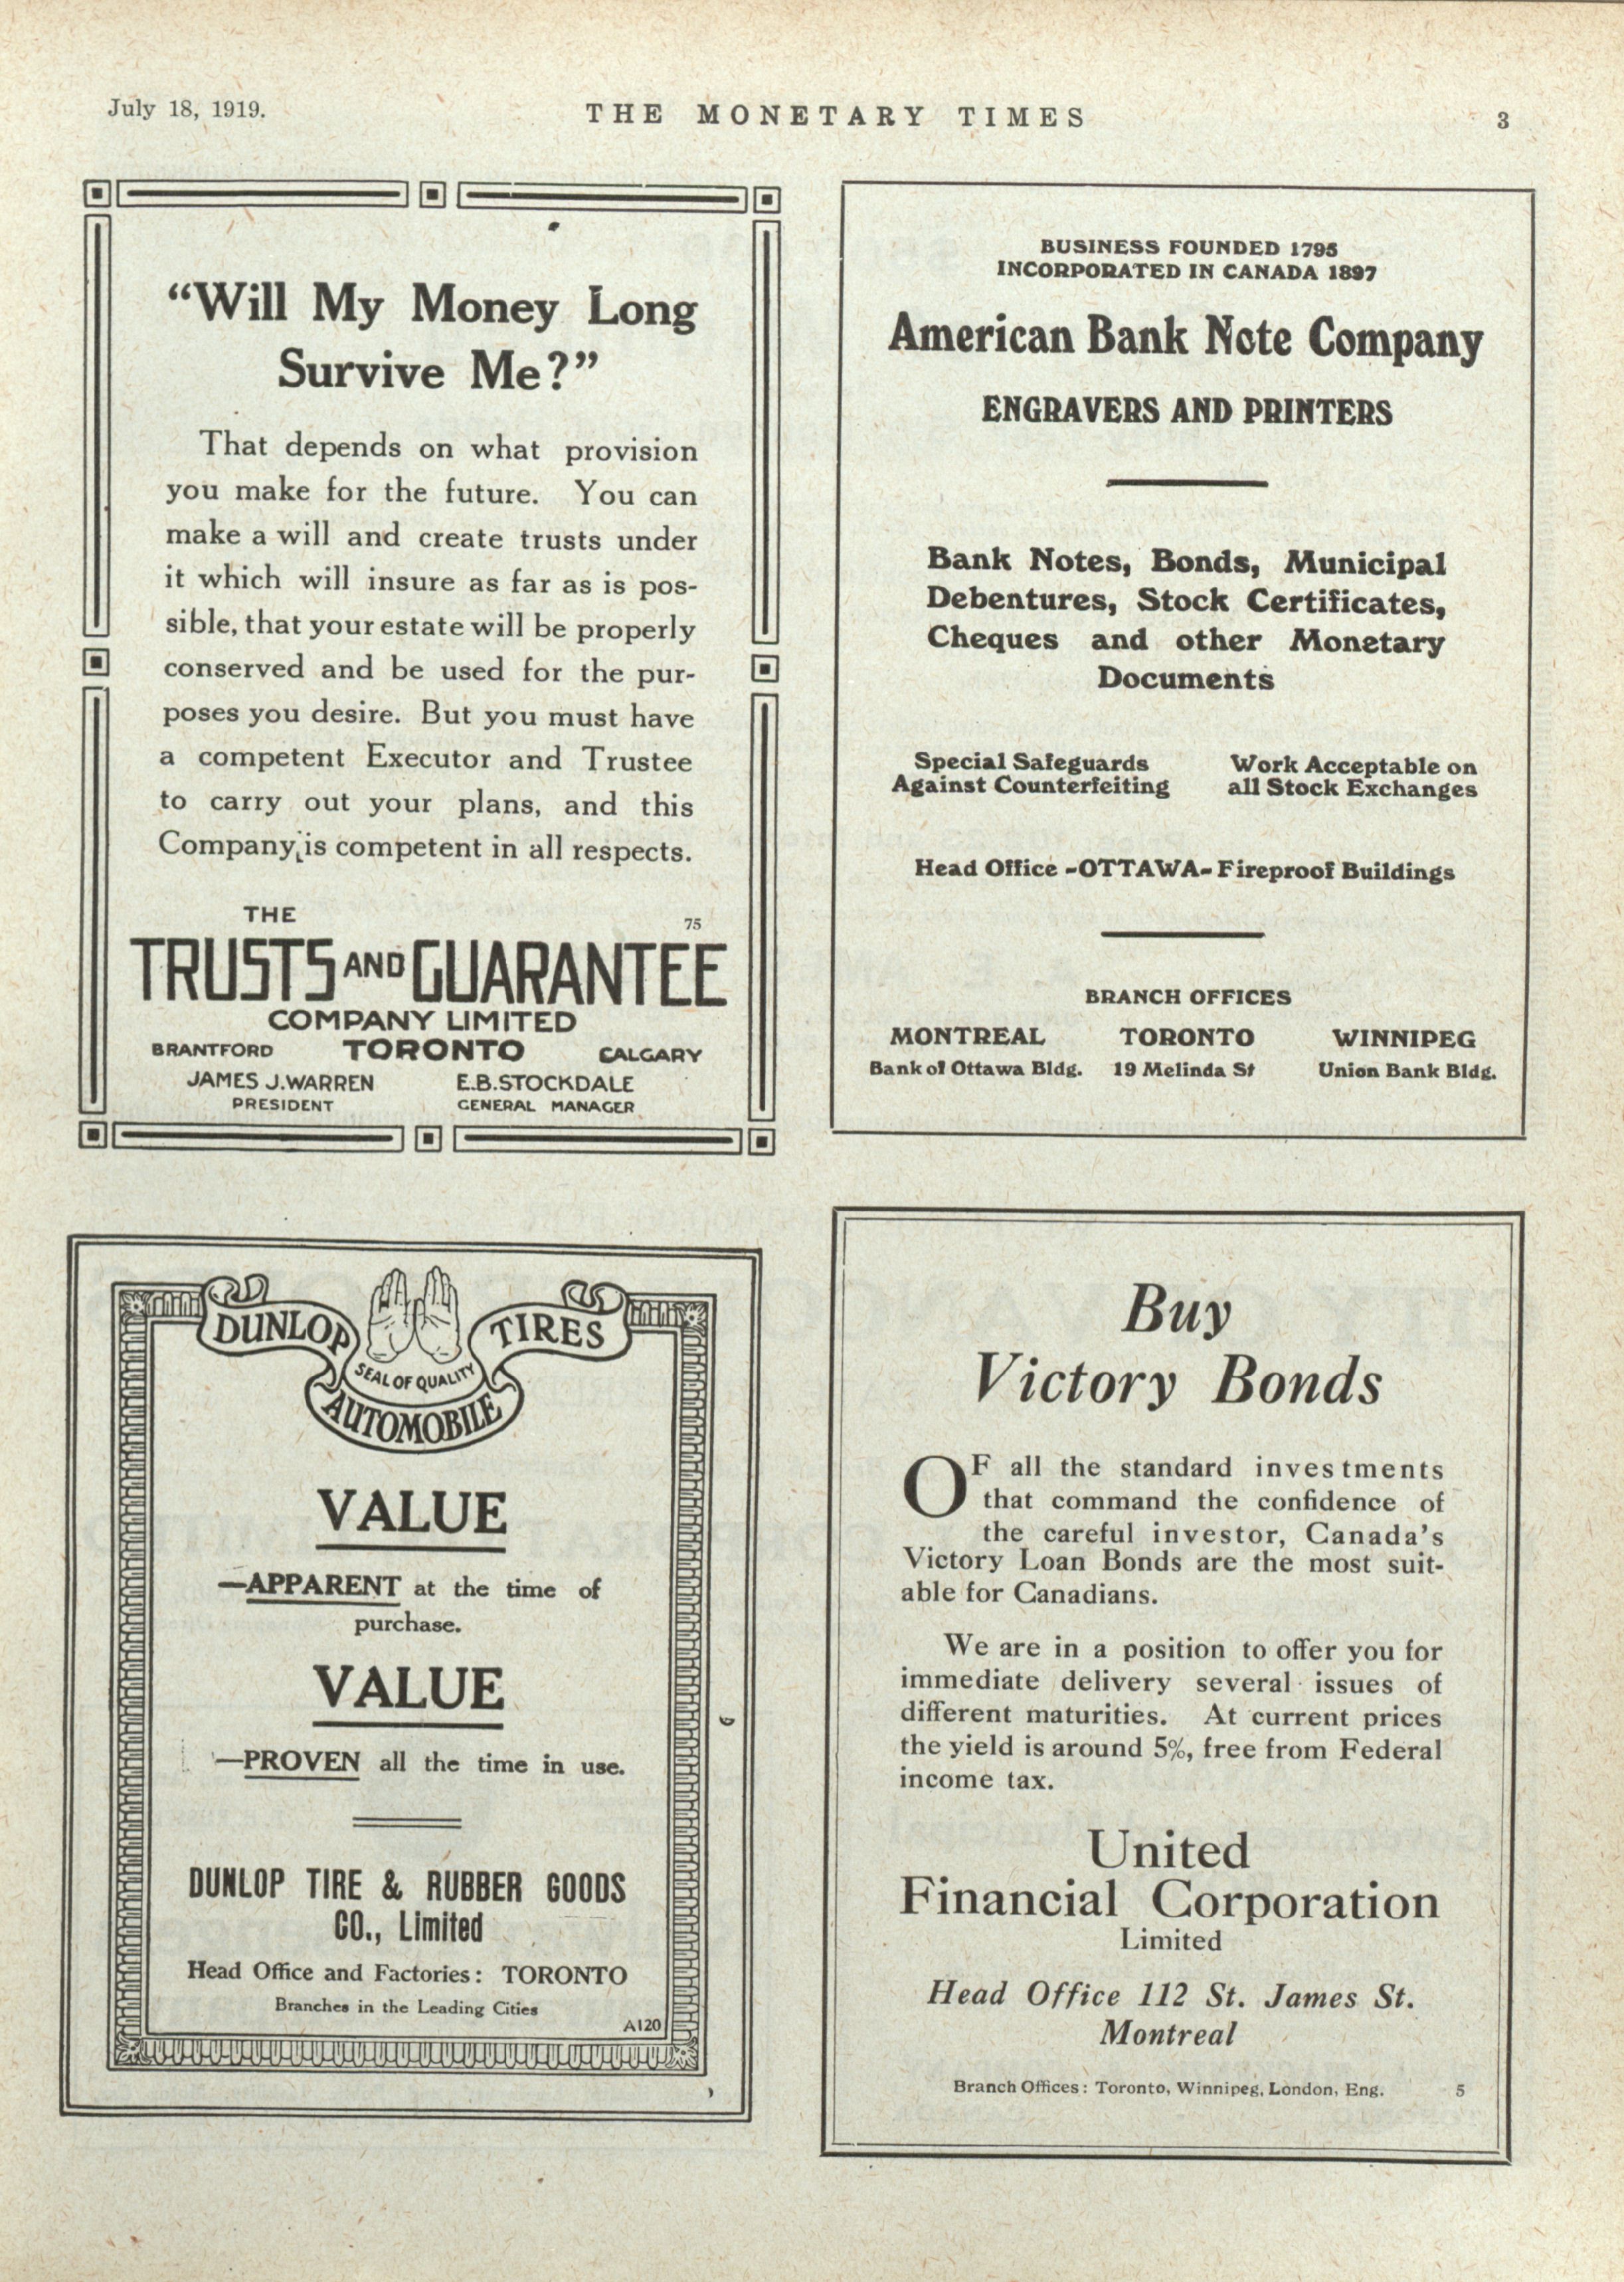 July 18, 1919.
THE MONETARY TIMES
3
“Will My Money Long
Survive Me?”
That depends on what provision
you make for the future. You can
make a will and create trusts under
it which will insure as far as is pos-
sible, that your estate will be properly
conserved and be used for the pur-
poses you desire. But you must have
a competent Executor and Trustee
to carry out your plans, and this
Company is competent in all respects.
THE
75
TRUSTS AND GUARANTEE
COMPANY LIMITED
BRANTFORD TORONTO CALGARY
JAMES J. WARREN E.B. STOCKDALE
PRESIDENT GENERAL MANAGER
BUSINESS FOUNDED 1795
INCORPORATED IN CANADA 1897
American Bank Note Company
ENGRAVERS AND PRINTERS
Bank Notes, Bonds, Municipal
Debentures, Stock Certificates,
Cheques and other Monetary
Documents
Special Safeguards
Against Counterfeiting
Work Acceptable on
all Stock Exchanges
Head Office -OTTAWA- Fireproof Buildings
BRANCH OFFICES
MONTREAL TORONTO WINNIPEG
Bank of Ottawa Bldg. 19 Melinda St Union Bank Bldg.
DUNLOP TIRES
SEAL OF QUALITY
AUTOMOBILE
VALUE
—APPARENT at the time of
purchase.
VALUE
—PROVEN all the time in use.
DUNLOP TIRE & RUBBER GOODS
CO., Limited
Head Office and Factories: TORONTO
Branches in the Leading Cities
A120
Buy
Victory Bonds
OF all the standard investments
that command the confidence of
the careful investor, Canada's
Victory Loan Bonds are the most suit-
able for Canadians.
We are in a position to offer you for
immediate delivery several issues of
different maturities. At current prices
the yield is around 5%, free from Federal
income tax.
United
Financial Corporation
Limited
Head Office 112 St. James St.
Montreal
Branch Offices: Toronto, Winnipeg, London, Eng. 5